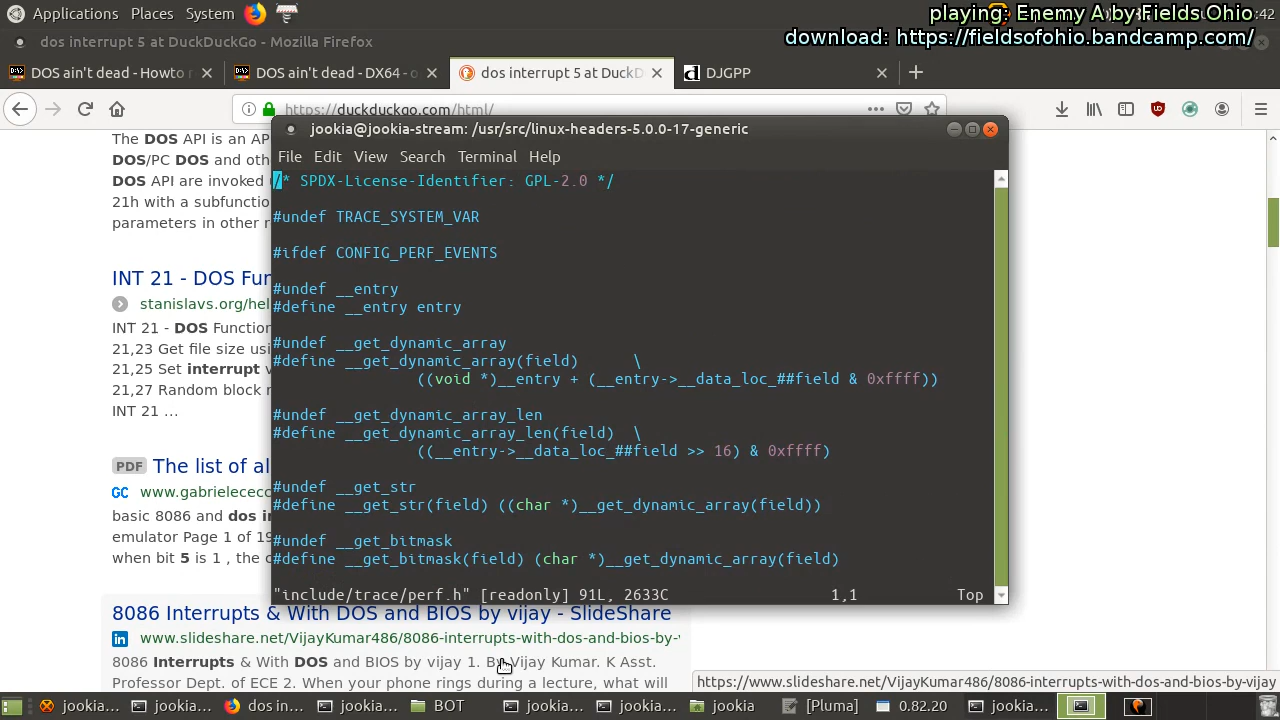 Applications Places System
playing: Enemy A by Fields Ohio
:42
dos interrupt 5 at DuckDuckGo - Mozilla Firefox
download: https://fieldsofohio.bandcamp.com/
DOS ain't dead - Howto r
DOS ain't dead - DX64 - o
dos interrupt 5 at DuckD
DJGPP
https://duckduckgo.com/html/
The DOS API is an AP
DOS/PC DOS and othe
DOS API are invoked
21h with a subfunctio
parameters in other r
INT 21 - DOS Fur
stanislavs.org/hel
INT 21 - DOS Function
21,23 Get file size usi
21,25 Set interrupt v
21,27 Random block r
INT 21 …
PDF The list of al
www.gabrielececc
basic 8086 and dos in
emulator Page 1 of 19
when bit 5 is 1 , the c
jookia@jookia-stream: /usr/src/linux-headers-5.0.0-17-generic
File Edit View Search Terminal Help
/* SPDX-License-Identifier: GPL-2.0 */
#undef TRACE_SYSTEM_VAR
#ifdef CONFIG_PERF_EVENTS
#undef __entry
#define __entry entry
#undef __get_dynamic_array
#define __get_dynamic_array(field) \
((void *)__entry + (__entry->__data_loc_##field & 0xffff))
#undef __get_dynamic_array_len
#define __get_dynamic_array_len(field) \
((__entry->__data_loc_##field >> 16) & 0xffff)
#undef __get_str
#define __get_str(field) ((char *)__get_dynamic_array(field))
#undef __get_bitmask
#define __get_bitmask(field) (char *)__get_dynamic_array(field)
"include/trace/perf.h" [readonly] 91L, 2633C 1,1 Top
8086 Interrupts & With DOS and BIOS by vijay - SlideShare
www.slideshare.net/VijayKumar486/8086-interrupts-with-dos-and-bios-by-v
8086 Interrupts & With DOS and BIOS by vijay 1. By Vijay Kumar. K Asst.
Professor Dept. of ECE 2. When your phone rings during a lecture, what will
https://www.slideshare.net/VijayKumar486/8086-interrupts-with-dos-and-bios-by-vijay
jookia... jookia... dos in... jookia... BOT jookia... jookia... jookia [Pluma] 0.82.20 jookia...